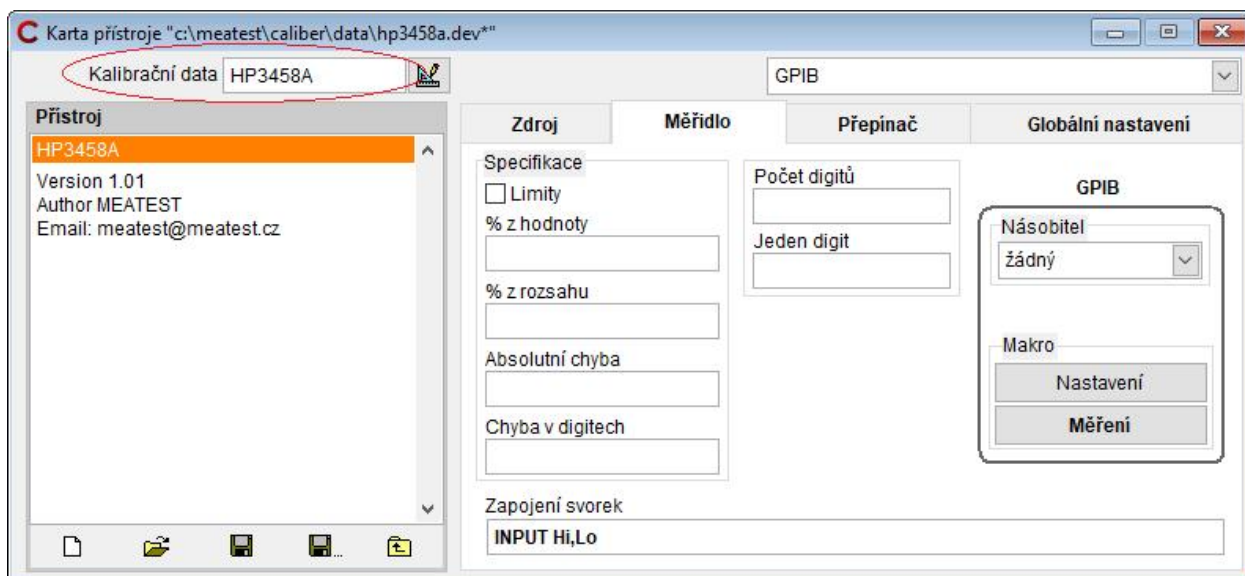 C Karta přístroje "c:\meatest\caliber\data\hp3458a.dev*"
Kalibrační data HP3458A
GPIB
Přístroj
HP3458A
Version 1.01
Author MEATEST
Email: meatest@meatest.cz
Zdroj Měřidlo Přepínač Globální nastavení
Specifikace
Limity
% z hodnoty
% z rozsahu
Absolutní chyba
Chyba v digitech
Počet digitů
Jeden digit
GPIB
Násobitel
žádný
Makro
Nastavení
Měření
Zapojení svorek
INPUT Hi,Lo